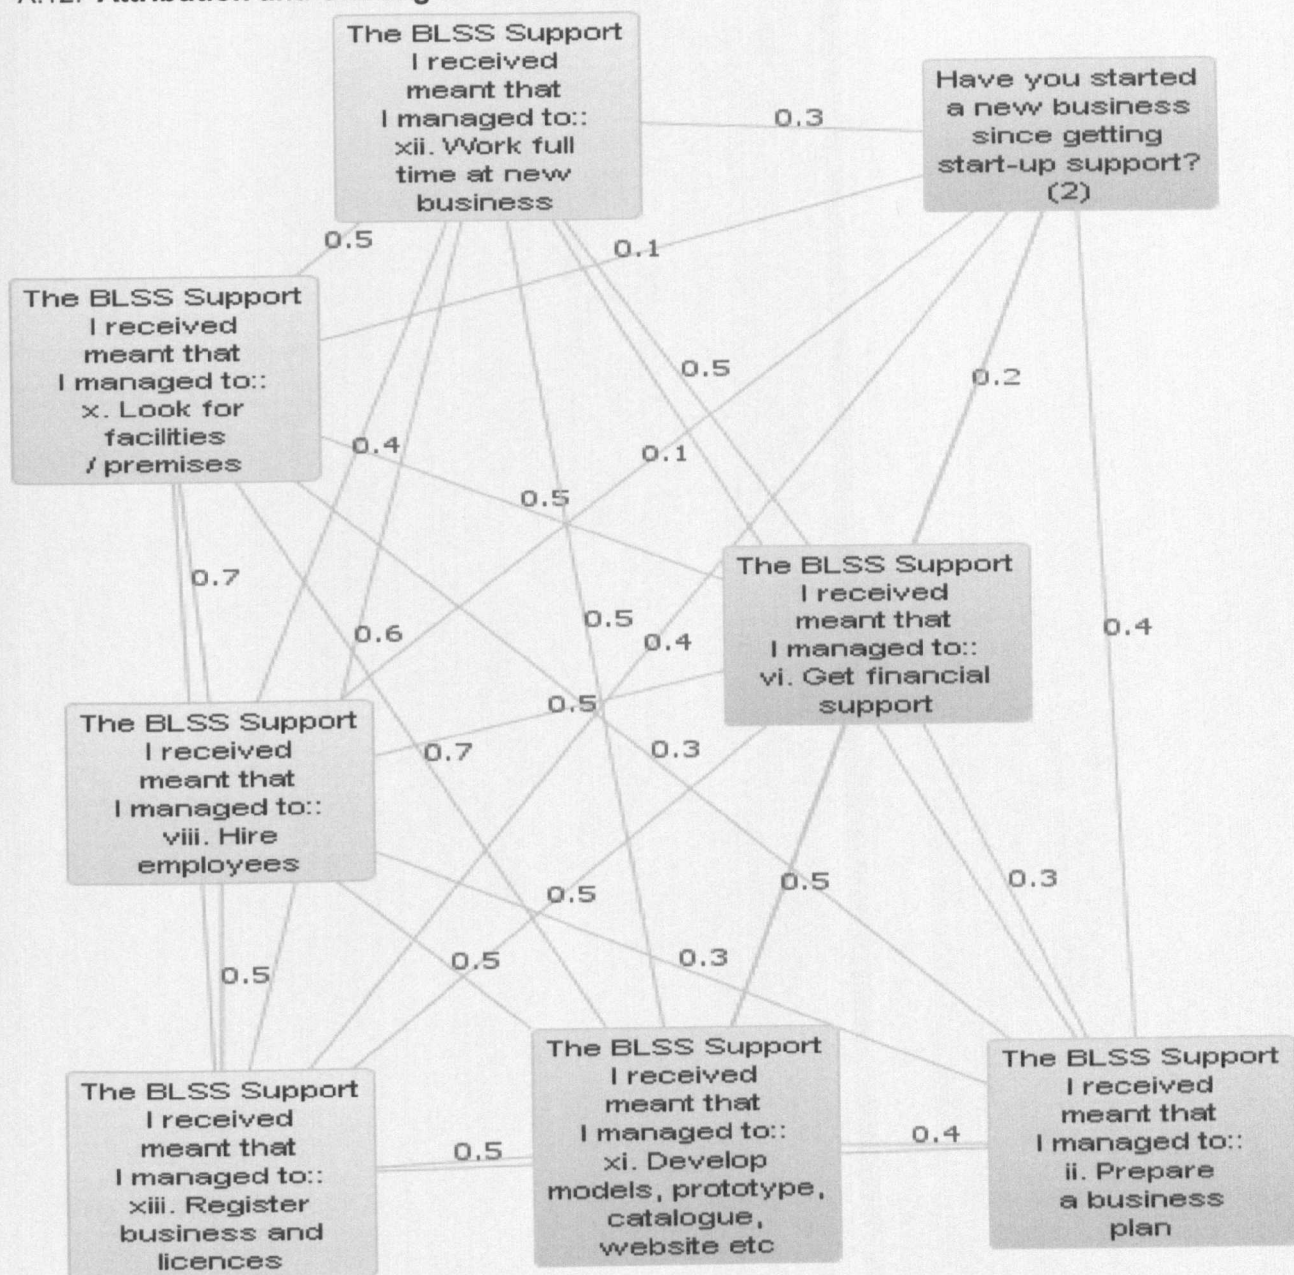 The BLSS Support
I received
meant that
I managed to::
xii. Work full
time at new
business
Have you started
a new business
since getting
start-up support?
(2)
0.3
0.5
0.1
The BLSS Support
I received
meant that
I managed to::
x. Look for
facilities
/ premises
0.5
0.2
0.4
0.1
0.5
0.7
0.6
0.5
0.4
0.4
The BLSS Support
I received
meant that
I managed to::
vi. Get financial
support
0.5
0.7
0.3
The BLSS Support
I received
meant that
I managed to::
viii. Hire
employees
0.5
0.5
0.3
0.5
0.5
0.3
The BLSS Support
I received
meant that
I managed to::
xiii. Register
business and
licences
0.5
The BLSS Support
I received
meant that
I managed to::
xi. Develop
models, prototype,
catalogue,
website etc
0.4
The BLSS Support
I received
meant that
I managed to::
ii. Prepare
a business
plan